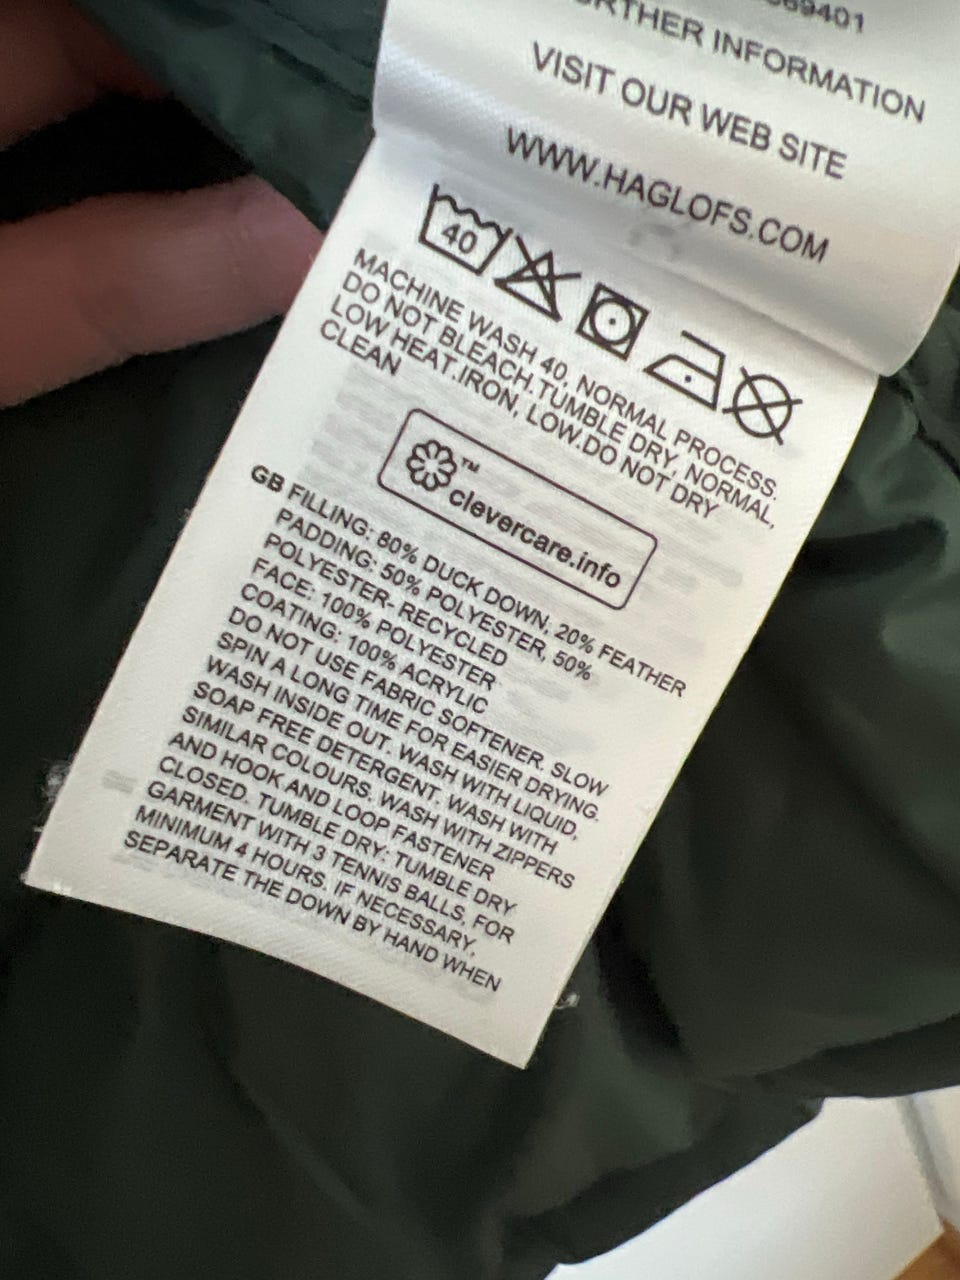 69401
FURTHER INFORMATION
VISIT OUR WEB SITE
WWW.HAGLOFS.COM
40
MACHINE WASH 40, NORMAL PROCESS.
DO NOT BLEACH.TUMBLE DRY, NORMAL,
LOW HEAT.IRON, LOW.DO NOT DRY
CLEAN
™
clevercare.info
GB FILLING: 80% DUCK DOWN, 20% FEATHER
PADDING: 50% POLYESTER, 50%
POLYESTER- RECYCLED
FACE: 100% POLYESTER
COATING: 100% ACRYLIC
DO NOT USE FABRIC SOFTENER. SLOW
SPIN A LONG TIME FOR EASIER DRYING.
WASH INSIDE OUT. WASH WITH LIQUID,
SOAP FREE DETERGENT. WASH WITH
SIMILAR COLOURS. WASH WITH ZIPPERS
AND HOOK AND LOOP FASTENER
CLOSED. TUMBLE DRY: TUMBLE DRY
GARMENT WITH 3 TENNIS BALLS, FOR
MINIMUM 4 HOURS. IF NECESSARY,
SEPARATE THE DOWN BY HAND WHEN